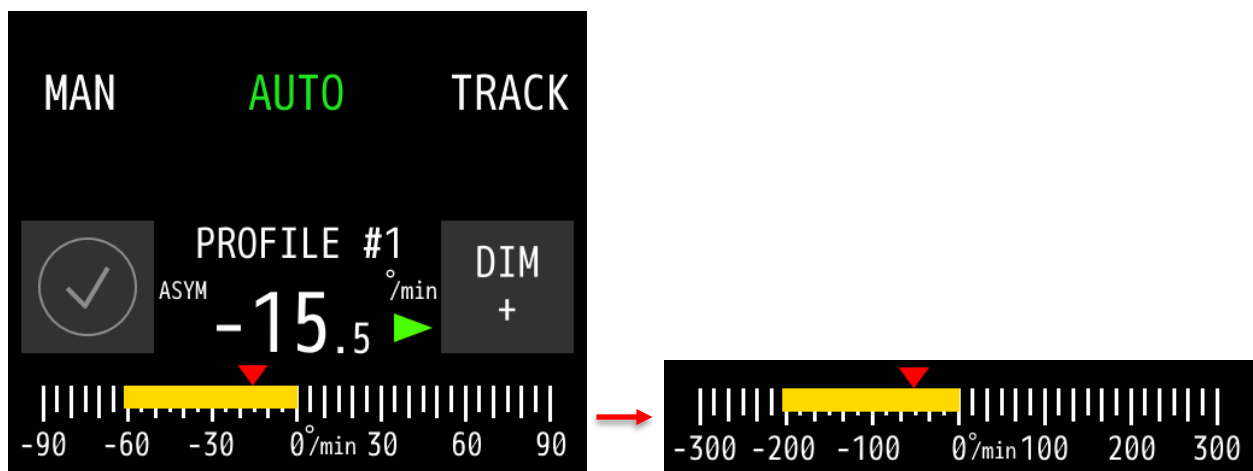 MAN AUTO TRACK
PROFILE #1
DIM
+
ASYM -15.5 °/min
-90 -60 -30 0°/min 30 60 90
-300 -200 -100 0°/min 100 200 300